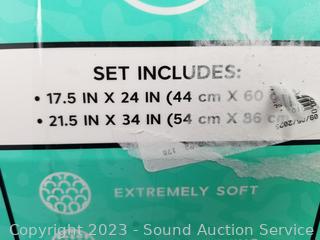 SET INCLUDES:
• 17.5 IN X 24 IN (44 cm X 60
• 21.5 IN X 34 IN (54 cm X 86 c
EXTREMELY SOFT
Copyright 2023 - Sound Auction Service